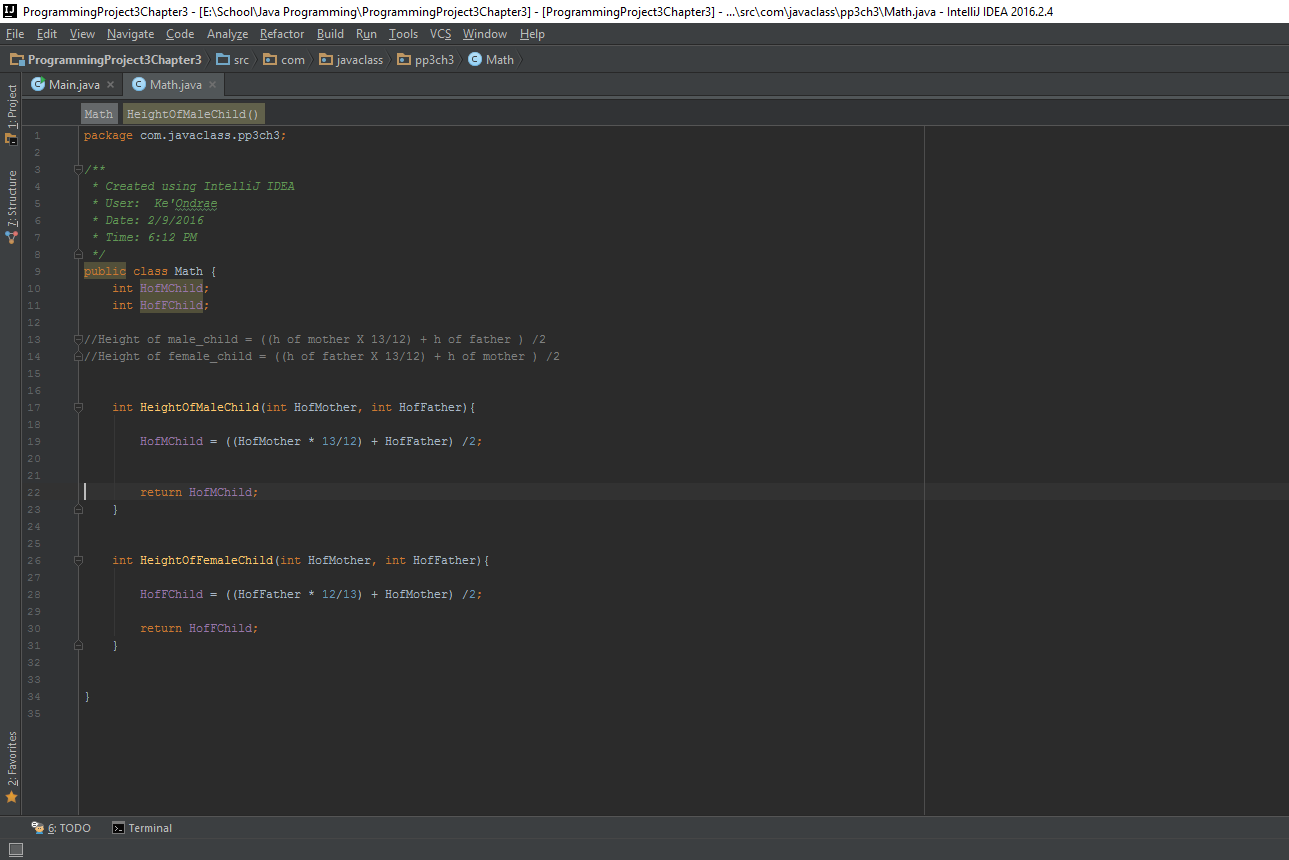 ProgrammingProject3Chapter3 - [E:\School\Java Programming\ProgrammingProject3Chapter3] - [ProgrammingProject3Chapter3] - ...\src\com\javaclass\pp3ch3\Math.java - IntelliJ IDEA 2016.2.4
File Edit View Navigate Code Analyze Refactor Build Run Tools VCS Window Help
ProgrammingProject3Chapter3 src com javaclass pp3ch3 Math
Main.java Math.java
1: Project
7: Structure
2: Favorites
Math HeightOfMaleChild()
1 package com.javaclass.pp3ch3;
2
3 /**
4 * Created using IntelliJ IDEA
5 * User:  Ke'Ondrae
6 * Date: 2/9/2016
7 * Time: 6:12 PM
8 */
9 public class Math {
10 int HofMChild;
11 int HofFChild;
12
13 //Height of male_child = ((h of mother X 13/12) + h of father ) /2
14 //Height of female_child = ((h of father X 13/12) + h of mother ) /2
15
16
17 int HeightOfMaleChild(int HofMother, int HofFather){
18
19 HofMChild = ((HofMother * 13/12) + HofFather) /2;
20
21
22 return HofMChild;
23 }
24
25
26 int HeightOfFemaleChild(int HofMother, int HofFather){
27
28 HofFChild = ((HofFather * 12/13) + HofMother) /2;
29
30 return HofFChild;
31 }
32
33
34 }
35
6: TODO Terminal